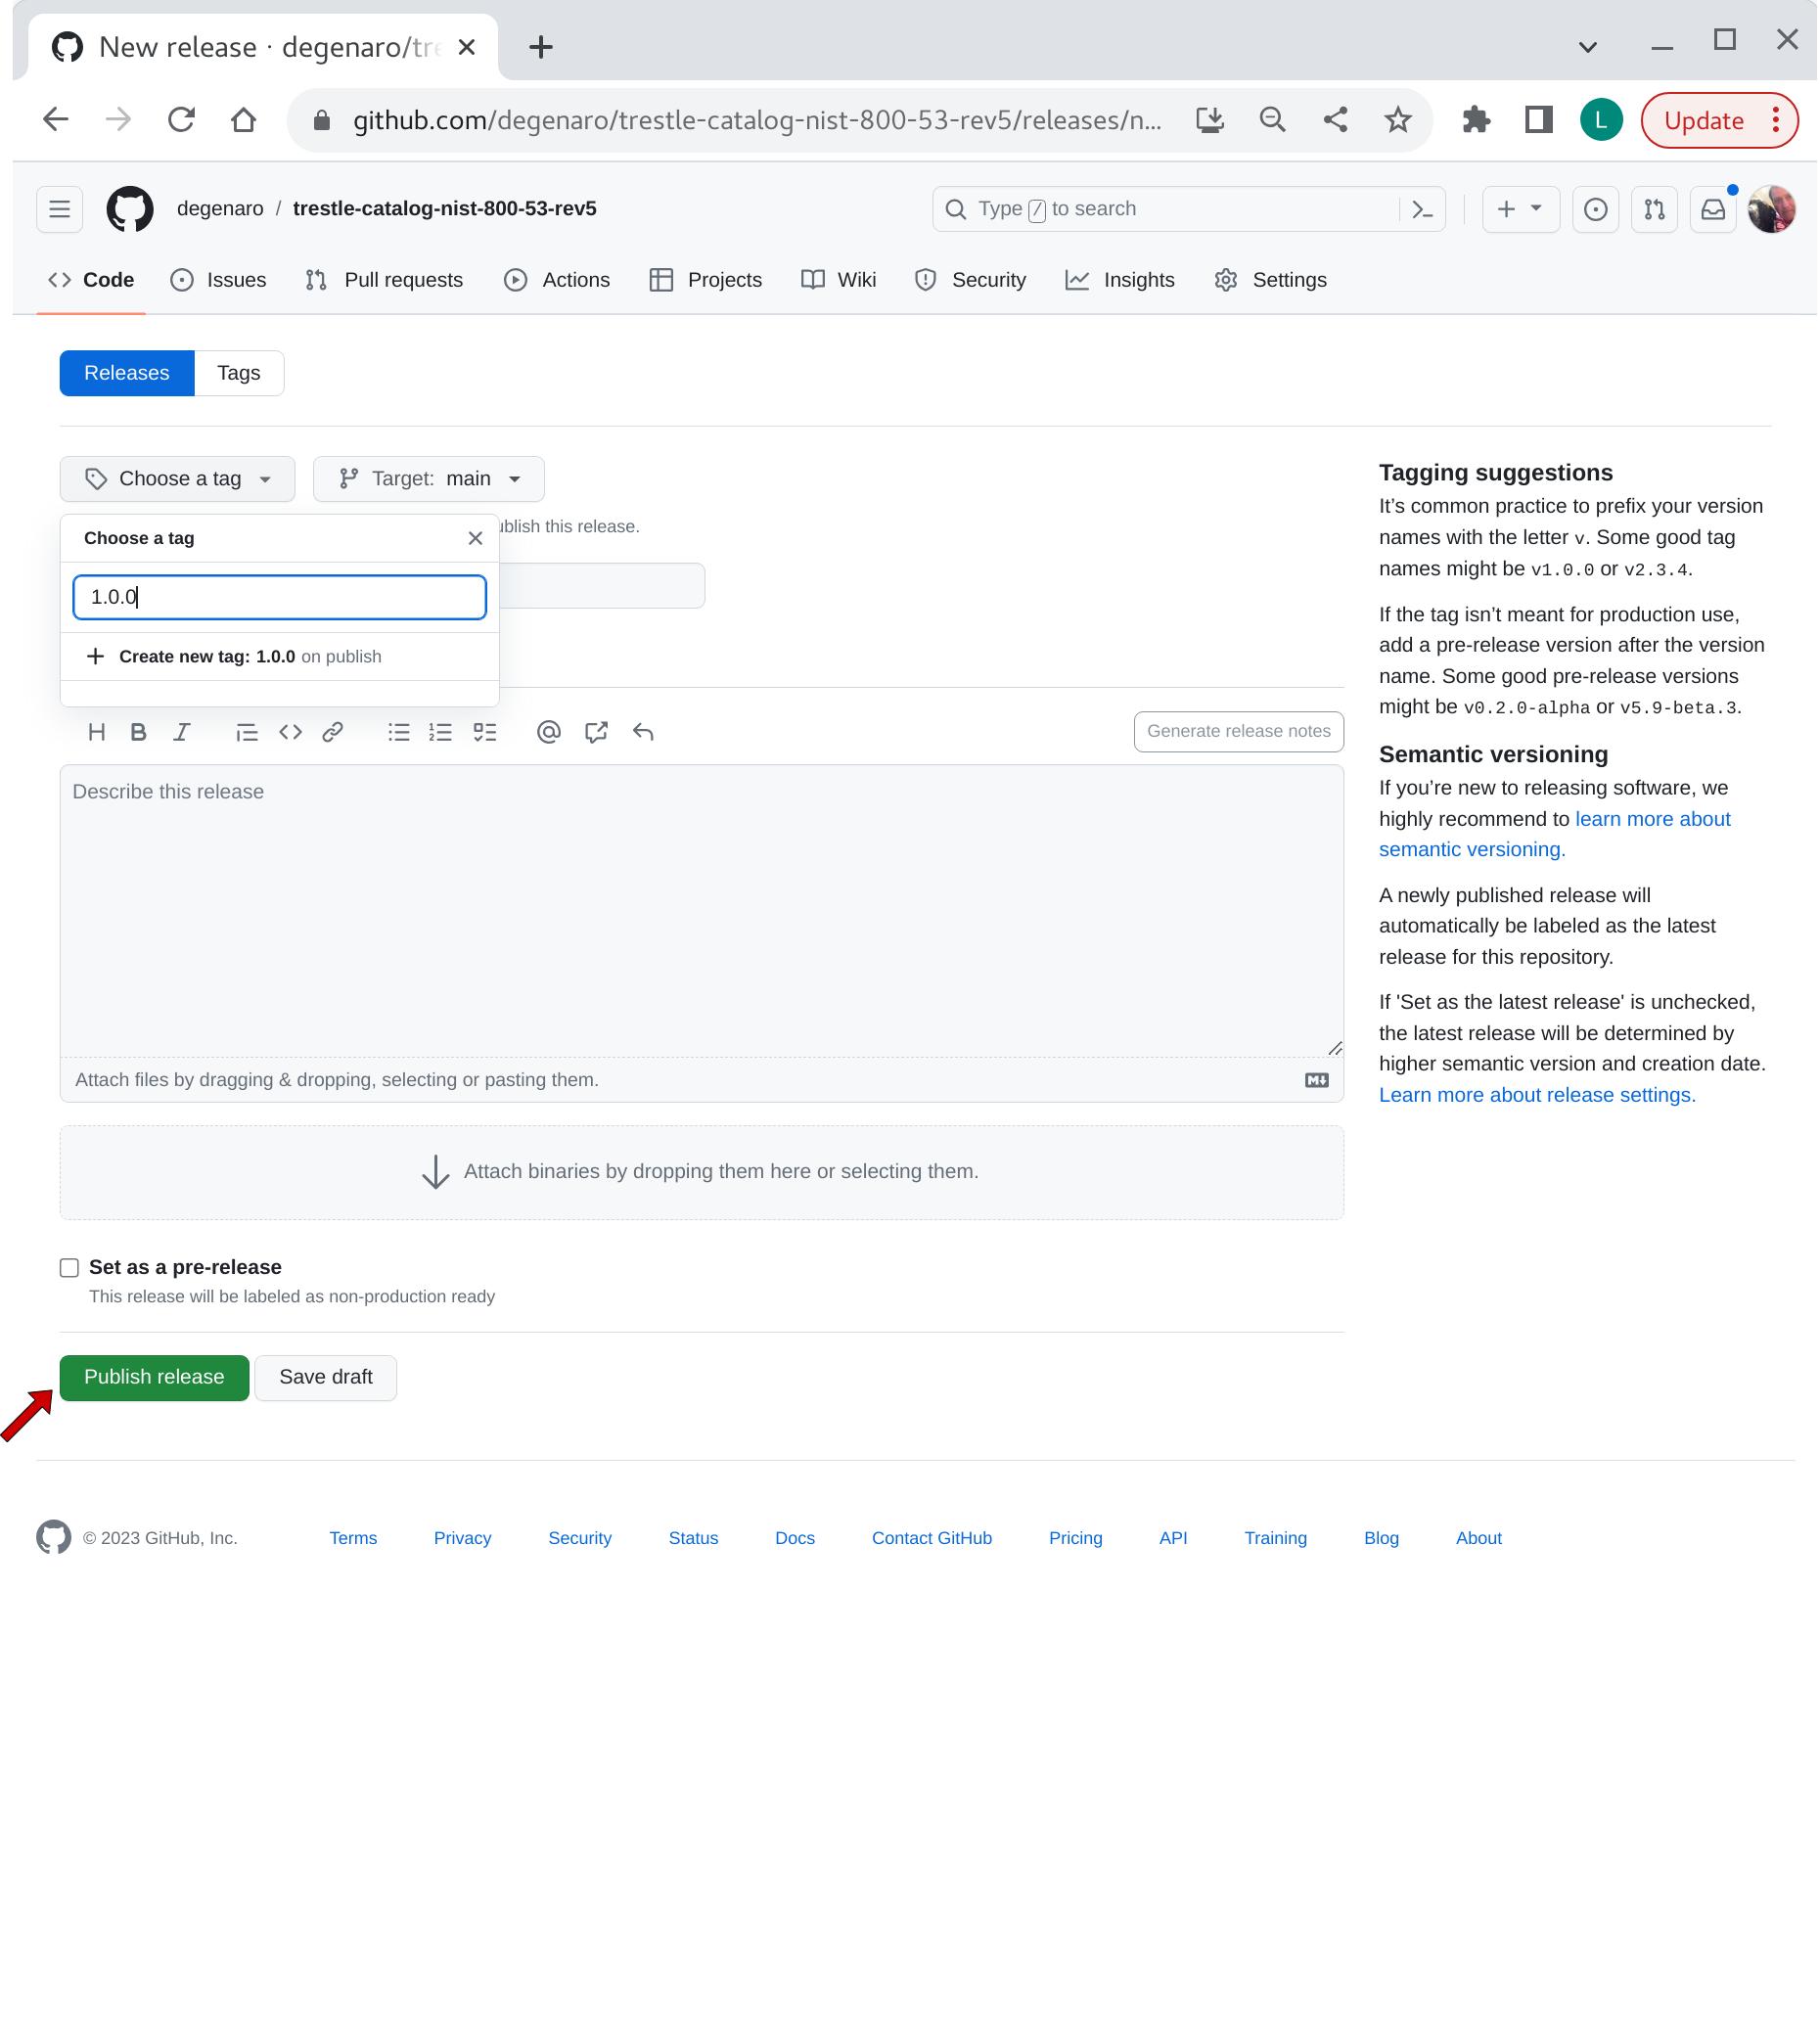 New release · degenaro/tre
github.com/degenaro/trestle-catalog-nist-800-53-rev5/releases/n...
L
Update
degenaro / trestle-catalog-nist-800-53-rev5
Type / to search
Code
Issues
Pull requests
Actions
Projects
Wiki
Security
Insights
Settings
Releases
Tags
Choose a tag
Target: main
ublish this release.
Choose a tag
1.0.0
Create new tag: 1.0.0 on publish
Generate release notes
Describe this release
Attach files by dragging & dropping, selecting or pasting them.
Attach binaries by dropping them here or selecting them.
Set as a pre-release
This release will be labeled as non-production ready
Publish release
Save draft
Tagging suggestions
It’s common practice to prefix your version
names with the letter v. Some good tag
names might be v1.0.0 or v2.3.4.
If the tag isn’t meant for production use,
add a pre-release version after the version
name. Some good pre-release versions
might be v0.2.0-alpha or v5.9-beta.3.
Semantic versioning
If you’re new to releasing software, we
highly recommend to learn more about
semantic versioning.
A newly published release will
automatically be labeled as the latest
release for this repository.
If 'Set as the latest release' is unchecked,
the latest release will be determined by
higher semantic version and creation date.
Learn more about release settings.
© 2023 GitHub, Inc.
Terms
Privacy
Security
Status
Docs
Contact GitHub
Pricing
API
Training
Blog
About